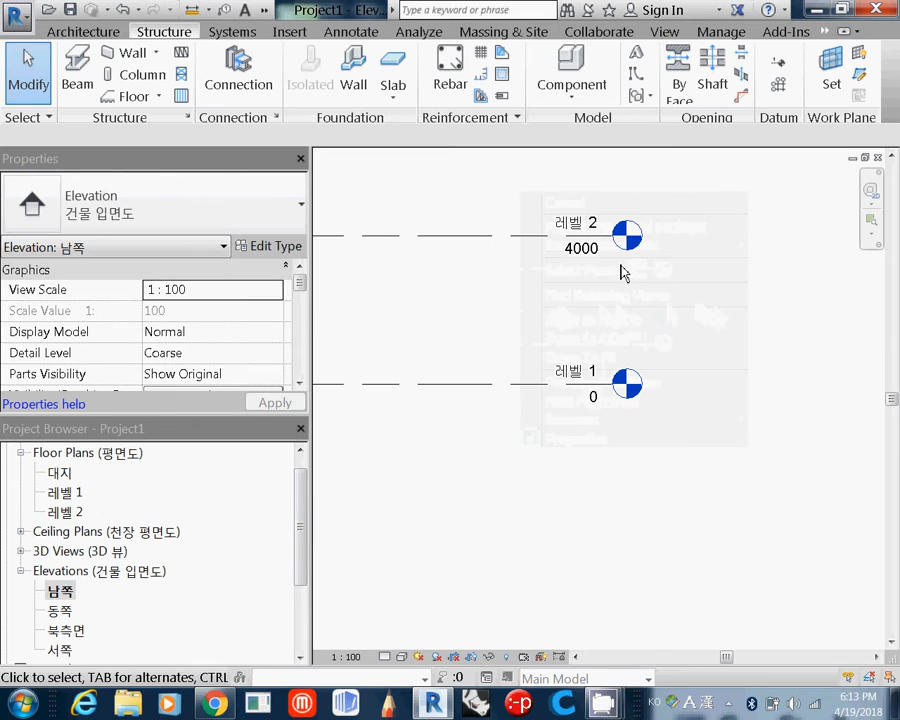 Project1 - Elev...
Type a keyword or phrase
Sign In
Architecture Structure Systems Insert Annotate Analyze Massing & Site Collaborate View Manage Add-Ins
Modify
Beam
Wall
Column
Floor
Connection
Isolated
Wall
Slab
Rebar
Component
By
Face
Shaft
Set
Select
Structure
Connection
Foundation
Reinforcement
Model
Opening
Datum
Work Plane
Properties
Elevation
건물 입면도
Elevation: 남쪽
Edit Type
Graphics
View Scale 1 : 100
Scale Value 1: 100
Display Model Normal
Detail Level Coarse
Parts Visibility Show Original
Properties help
Apply
Project Browser - Project1
Floor Plans (평면도)
대지
레벨 1
레벨 2
Ceiling Plans (천장 평면도)
3D Views (3D 뷰)
Elevations (건물 입면도)
남쪽
동쪽
북측면
서쪽
레벨 2
4000
레벨 1
0
Cancel
Properties
1 : 100
Click to select, TAB for alternates, CTRL
:0
Main Model
KO
A 漢
6:13 PM
4/19/2018